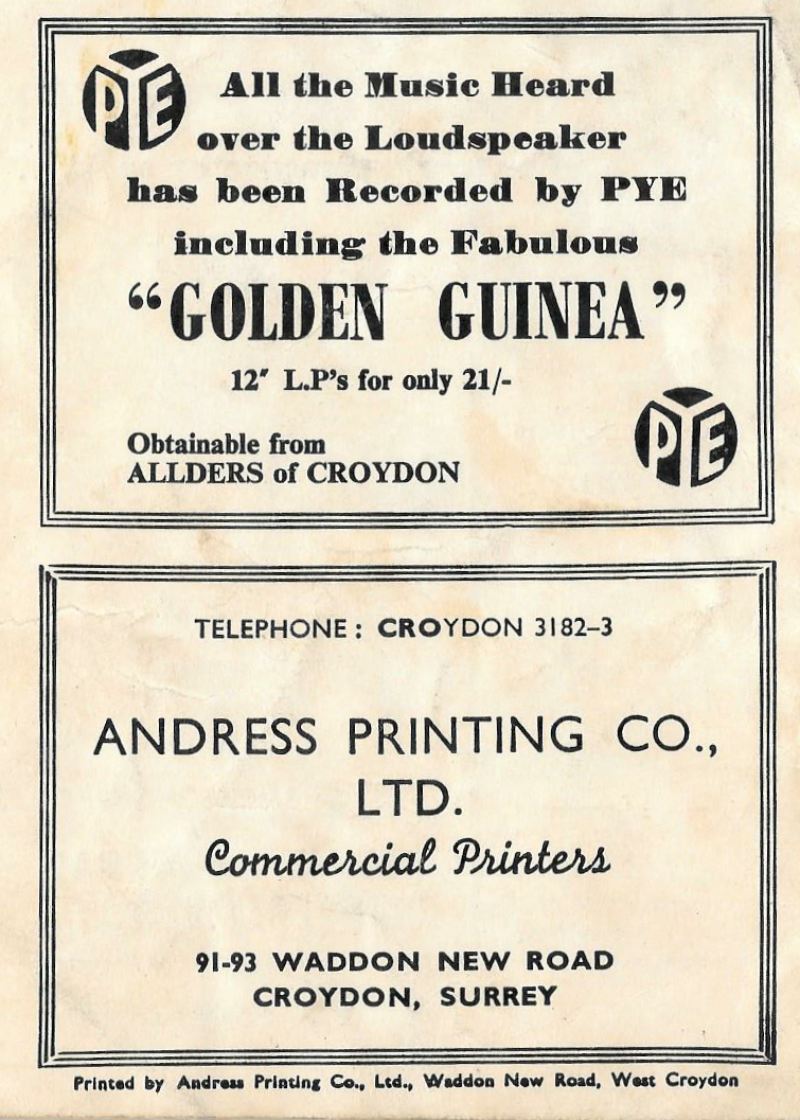 PYE
All the Music Heard
over the Loudspeaker
has been Recorded by PYE
including the Fabulous
“GOLDEN GUINEA”
12″ L.P's for only 21/-
Obtainable from
ALLDERS of CROYDON
PYE
TELEPHONE : CROYDON 3182–3
ANDRESS PRINTING CO.,
LTD.
Commercial Printers
91-93 WADDON NEW ROAD
CROYDON, SURREY
Printed by Andress Printing Co., Ltd., Waddon New Road, West Croydon